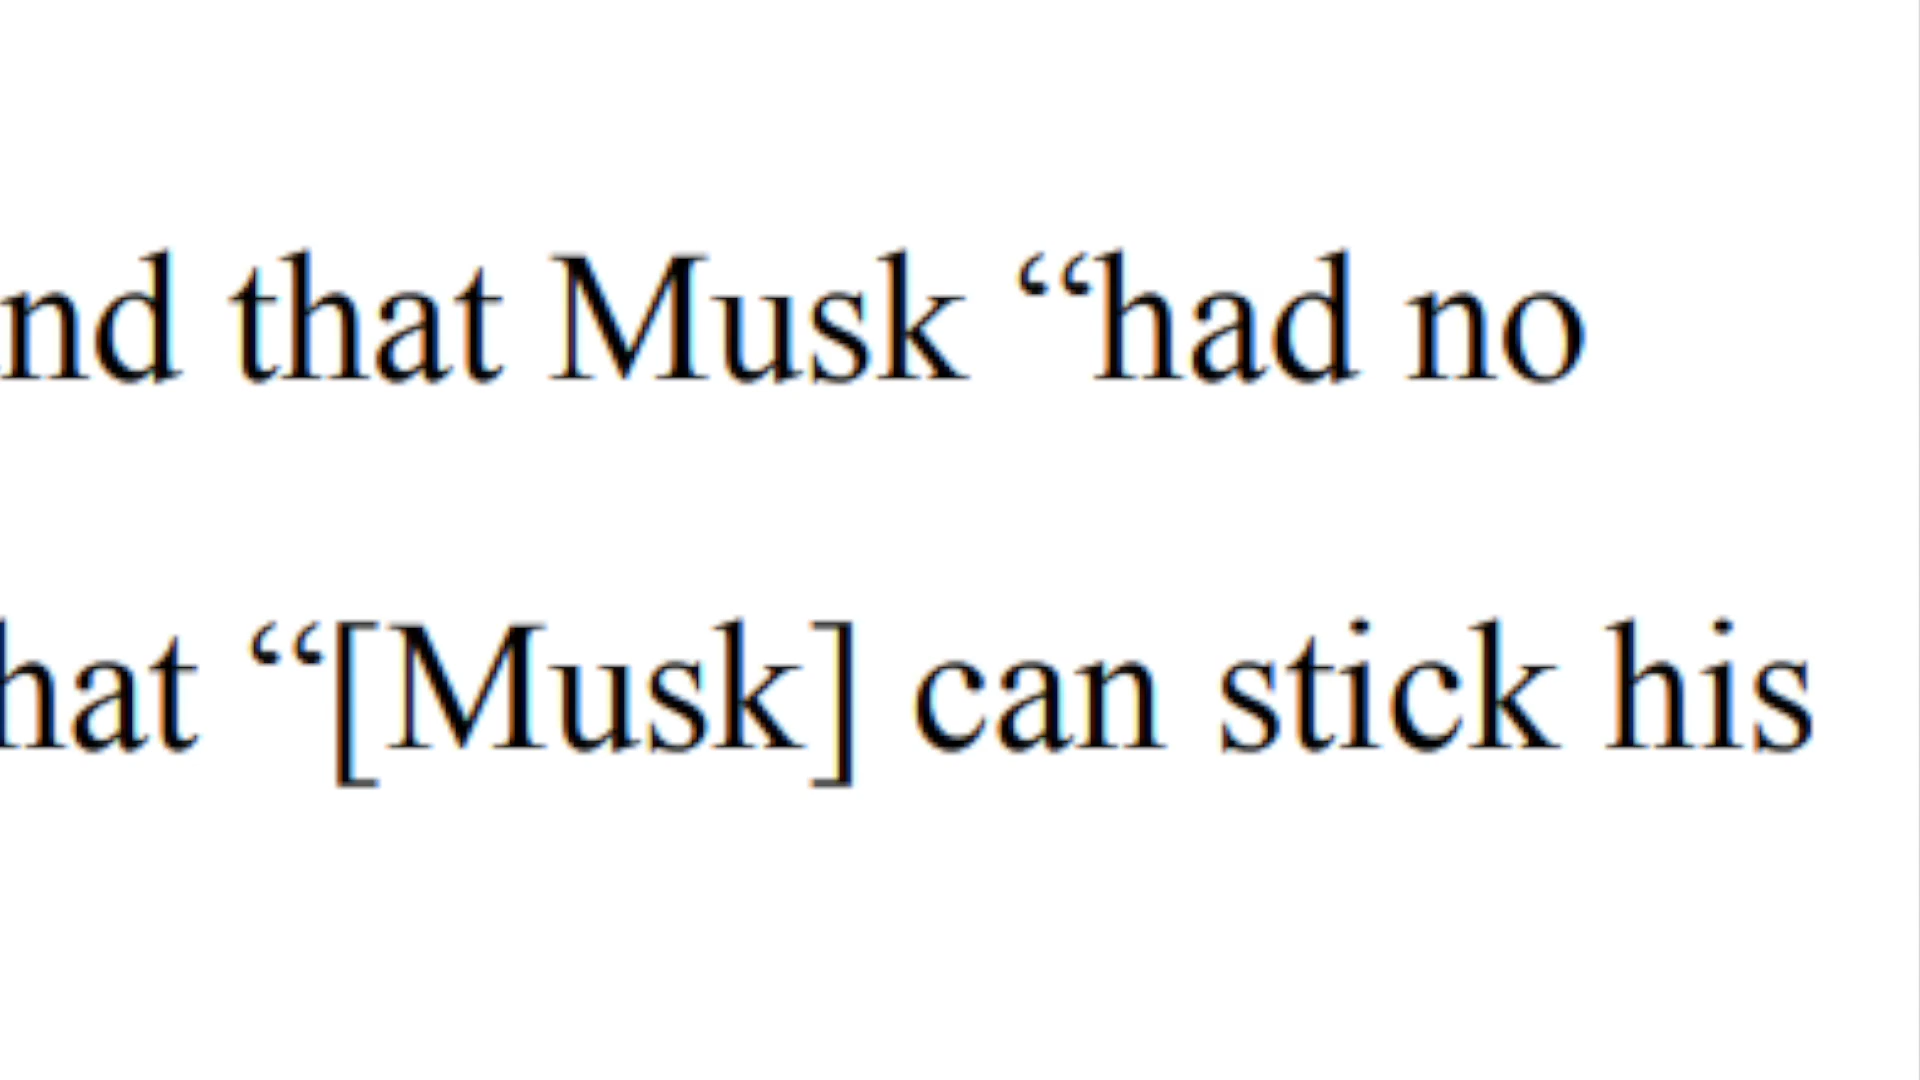 nd that Musk “had no
hat “[Musk] can stick his